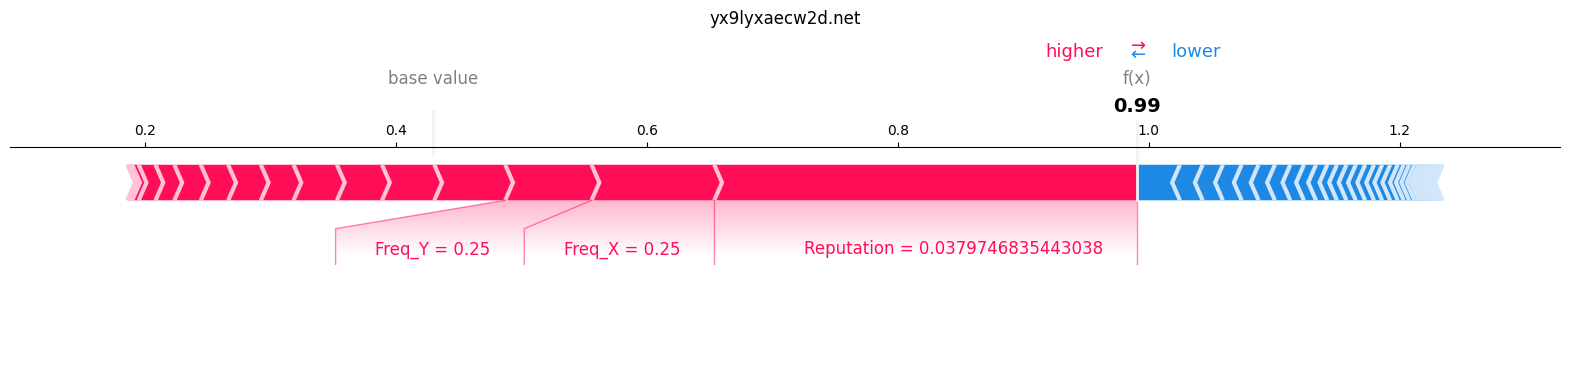 yx9lyxaecw2d.net
higher → ← lower
base value f(x)
0.99
0.2 0.4 0.6 0.8 1.0 1.2
Freq_Y = 0.25 Freq_X = 0.25 Reputation = 0.0379746835443038